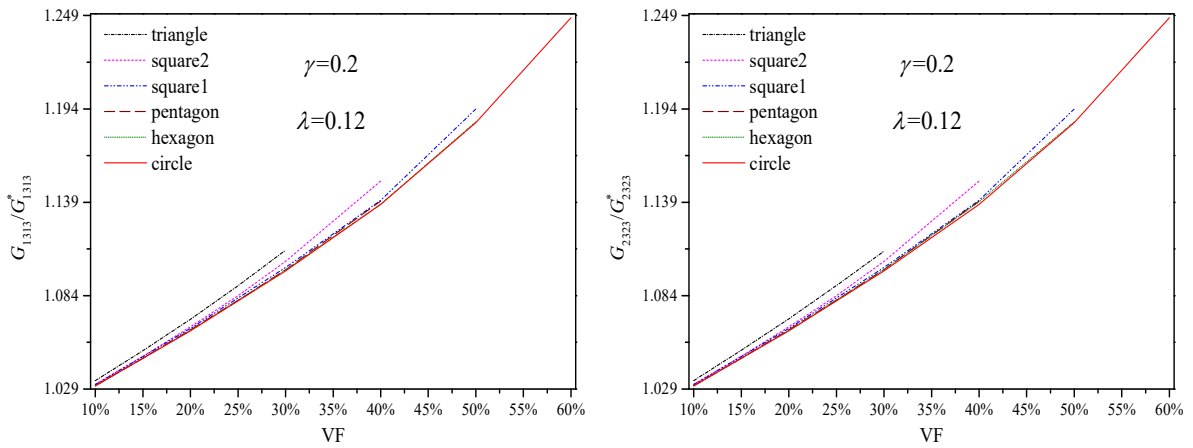 1.249
1.194
1.139
1.084
1.029
G1313/G*1313
triangle
square2
square1
pentagon
hexagon
circle
γ=0.2
λ=0.12
10% 15% 20% 25% 30% 35% 40% 45% 50% 55% 60%
VF
1.249
1.194
1.139
1.084
1.029
G2323/G*2323
triangle
square2
square1
pentagon
hexagon
circle
γ=0.2
λ=0.12
10% 15% 20% 25% 30% 35% 40% 45% 50% 55% 60%
VF